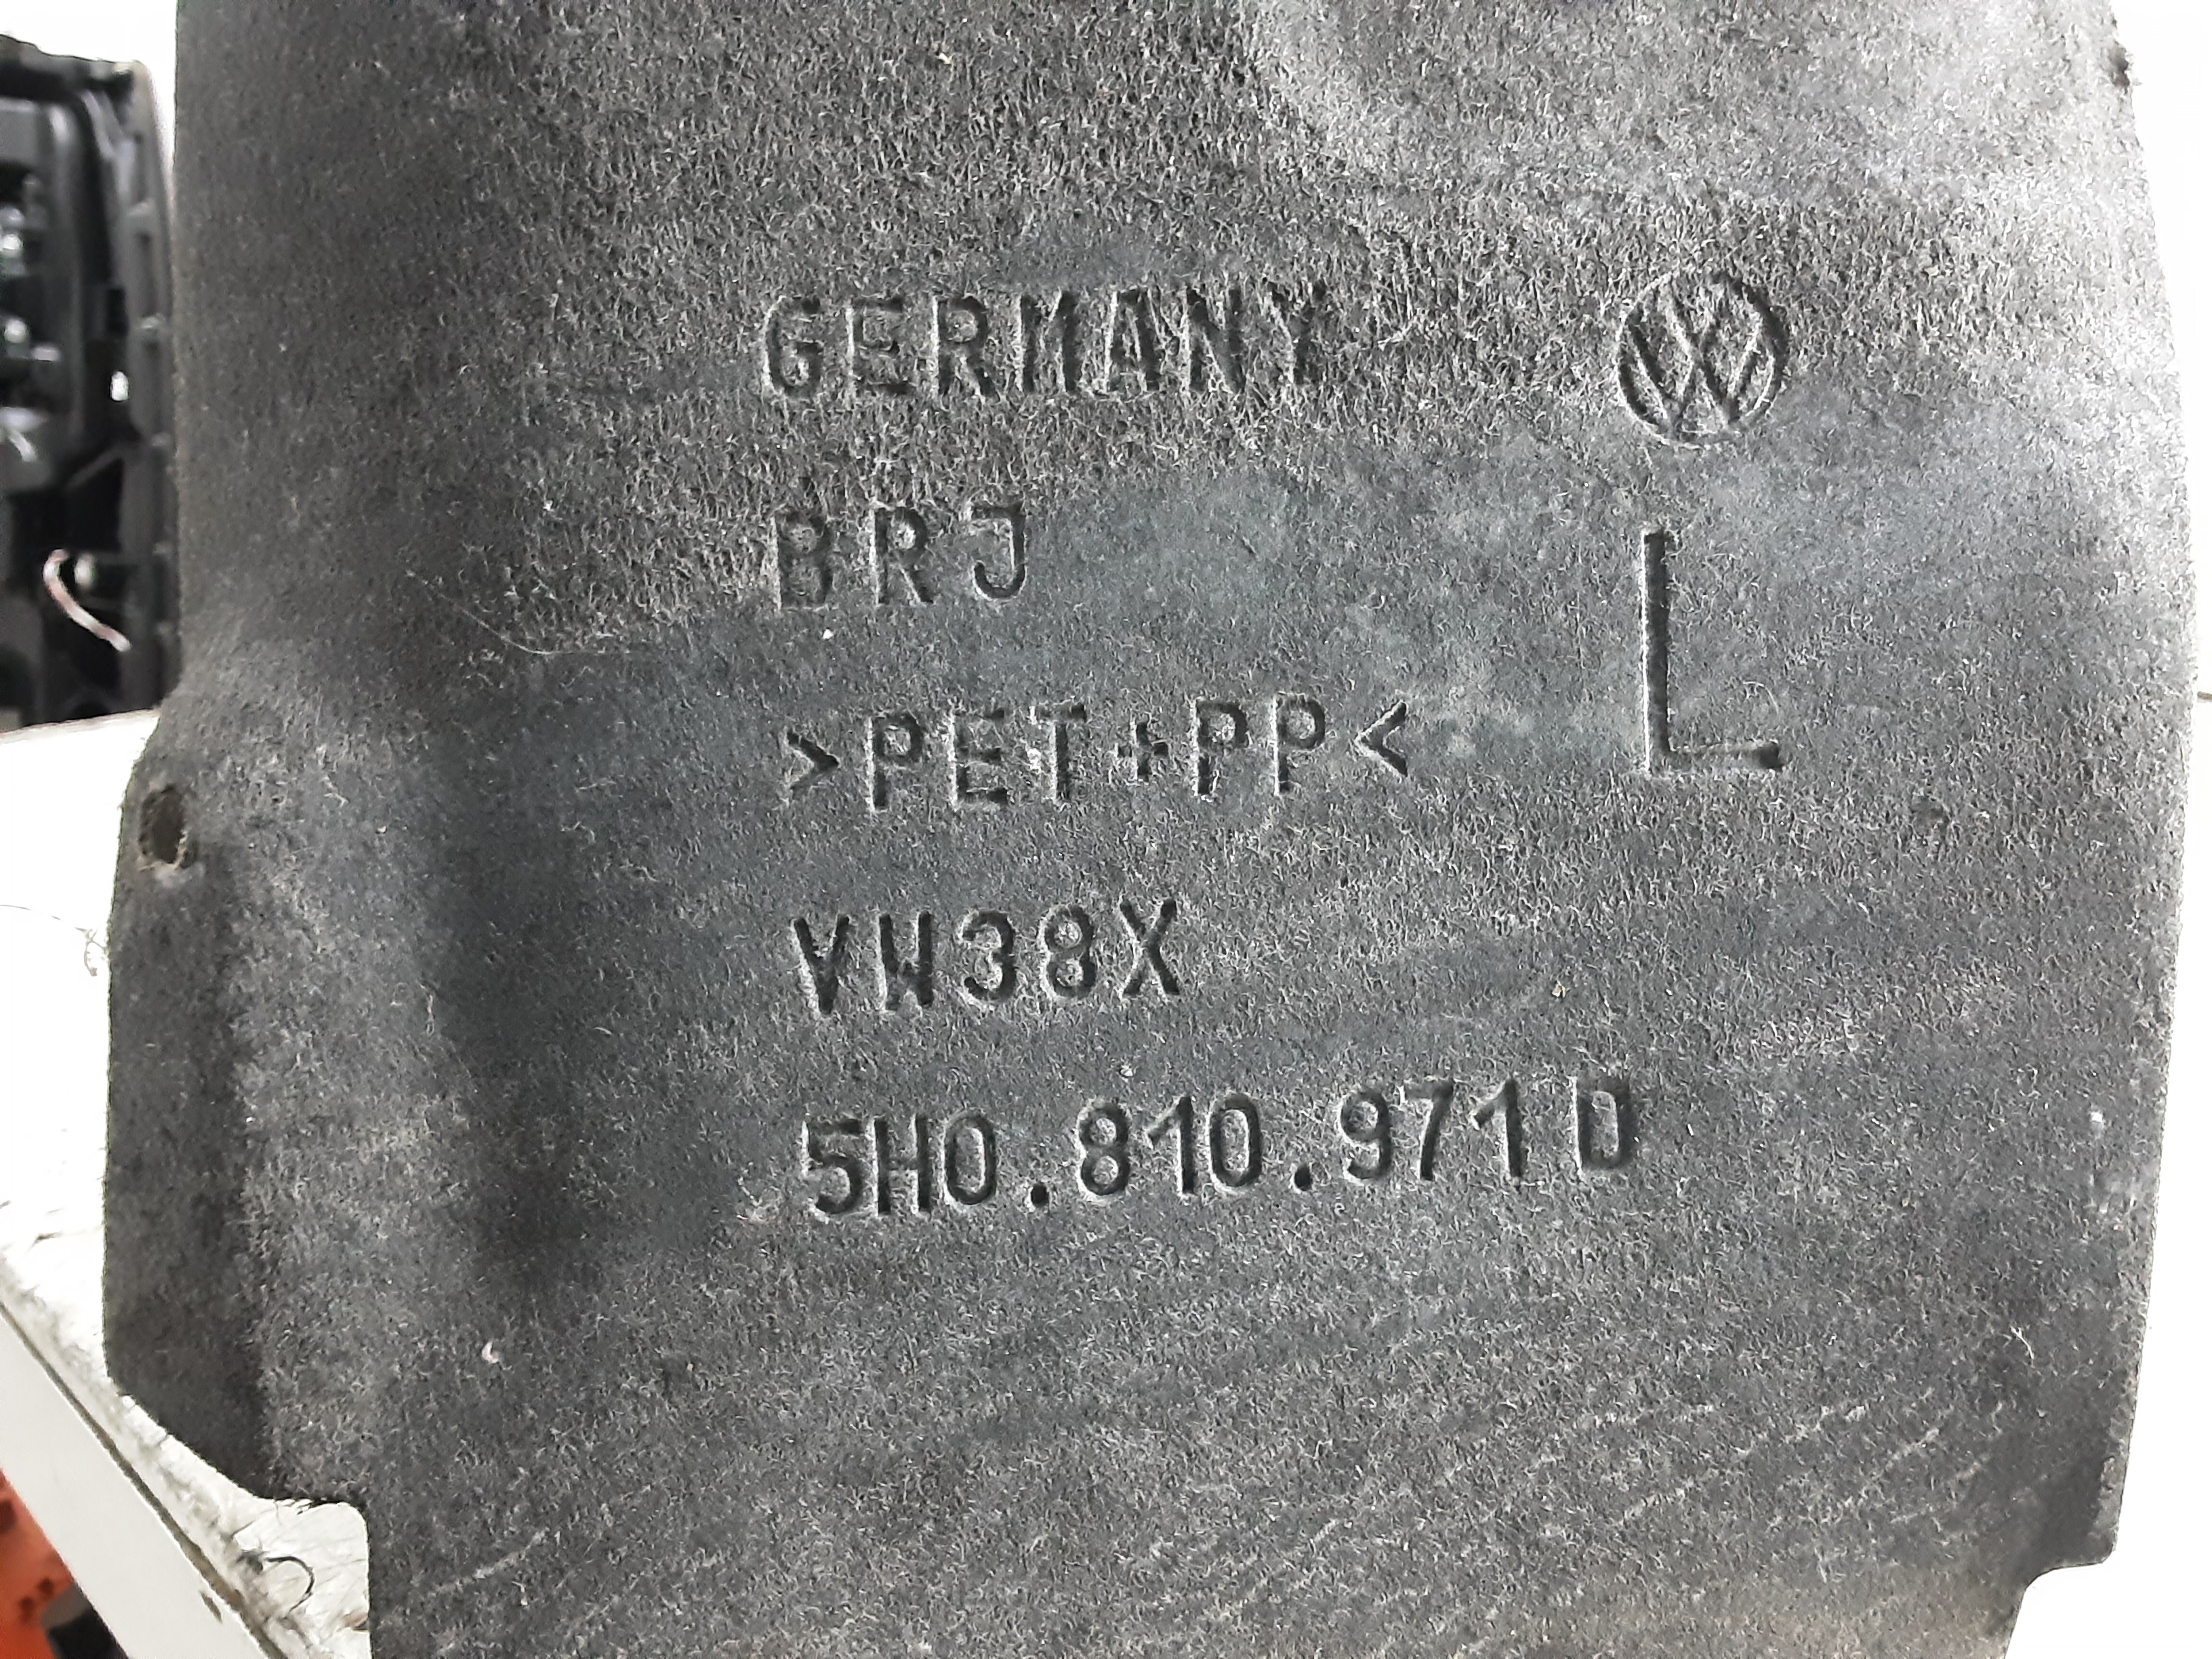 GERMANY
BRJ
L
>PET+PP<
VW38X
5H0.810.971D